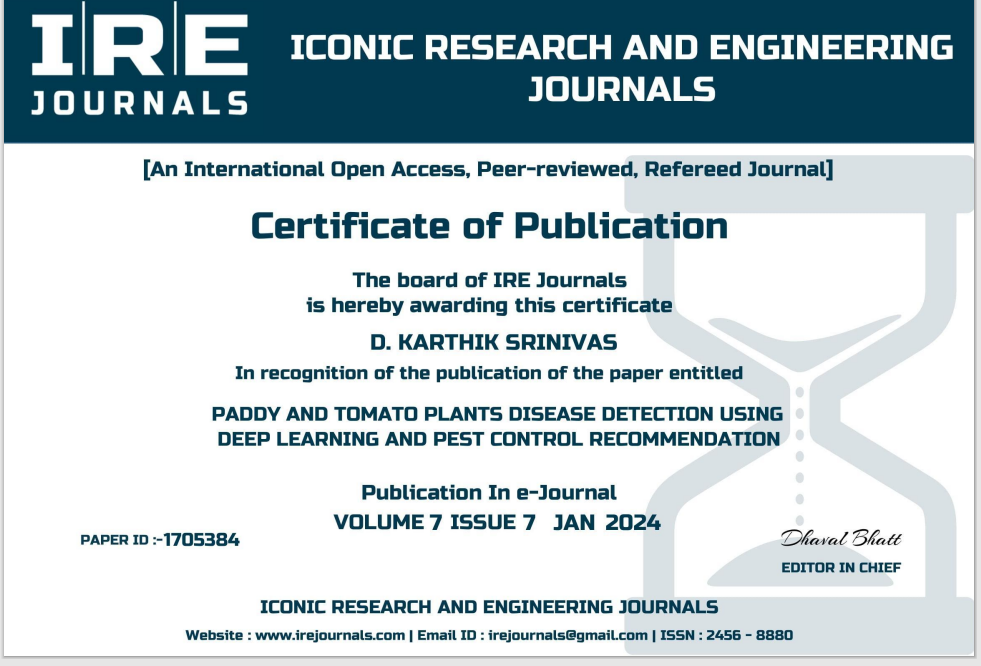 IRE
JOURNALS
ICONIC RESEARCH AND ENGINEERING
JOURNALS
[An International Open Access, Peer-reviewed, Refereed Journal]
Certificate of Publication
The board of IRE Journals
is hereby awarding this certificate
D. KARTHIK SRINIVAS
In recognition of the publication of the paper entitled
PADDY AND TOMATO PLANTS DISEASE DETECTION USING
DEEP LEARNING AND PEST CONTROL RECOMMENDATION
Publication In e-Journal
VOLUME 7 ISSUE 7 JAN 2024
PAPER ID :-1705384
Dhaval Bhatt
EDITOR IN CHIEF
ICONIC RESEARCH AND ENGINEERING JOURNALS
Website : www.irejournals.com | Email ID : irejournals@gmail.com | ISSN : 2456 - 8880